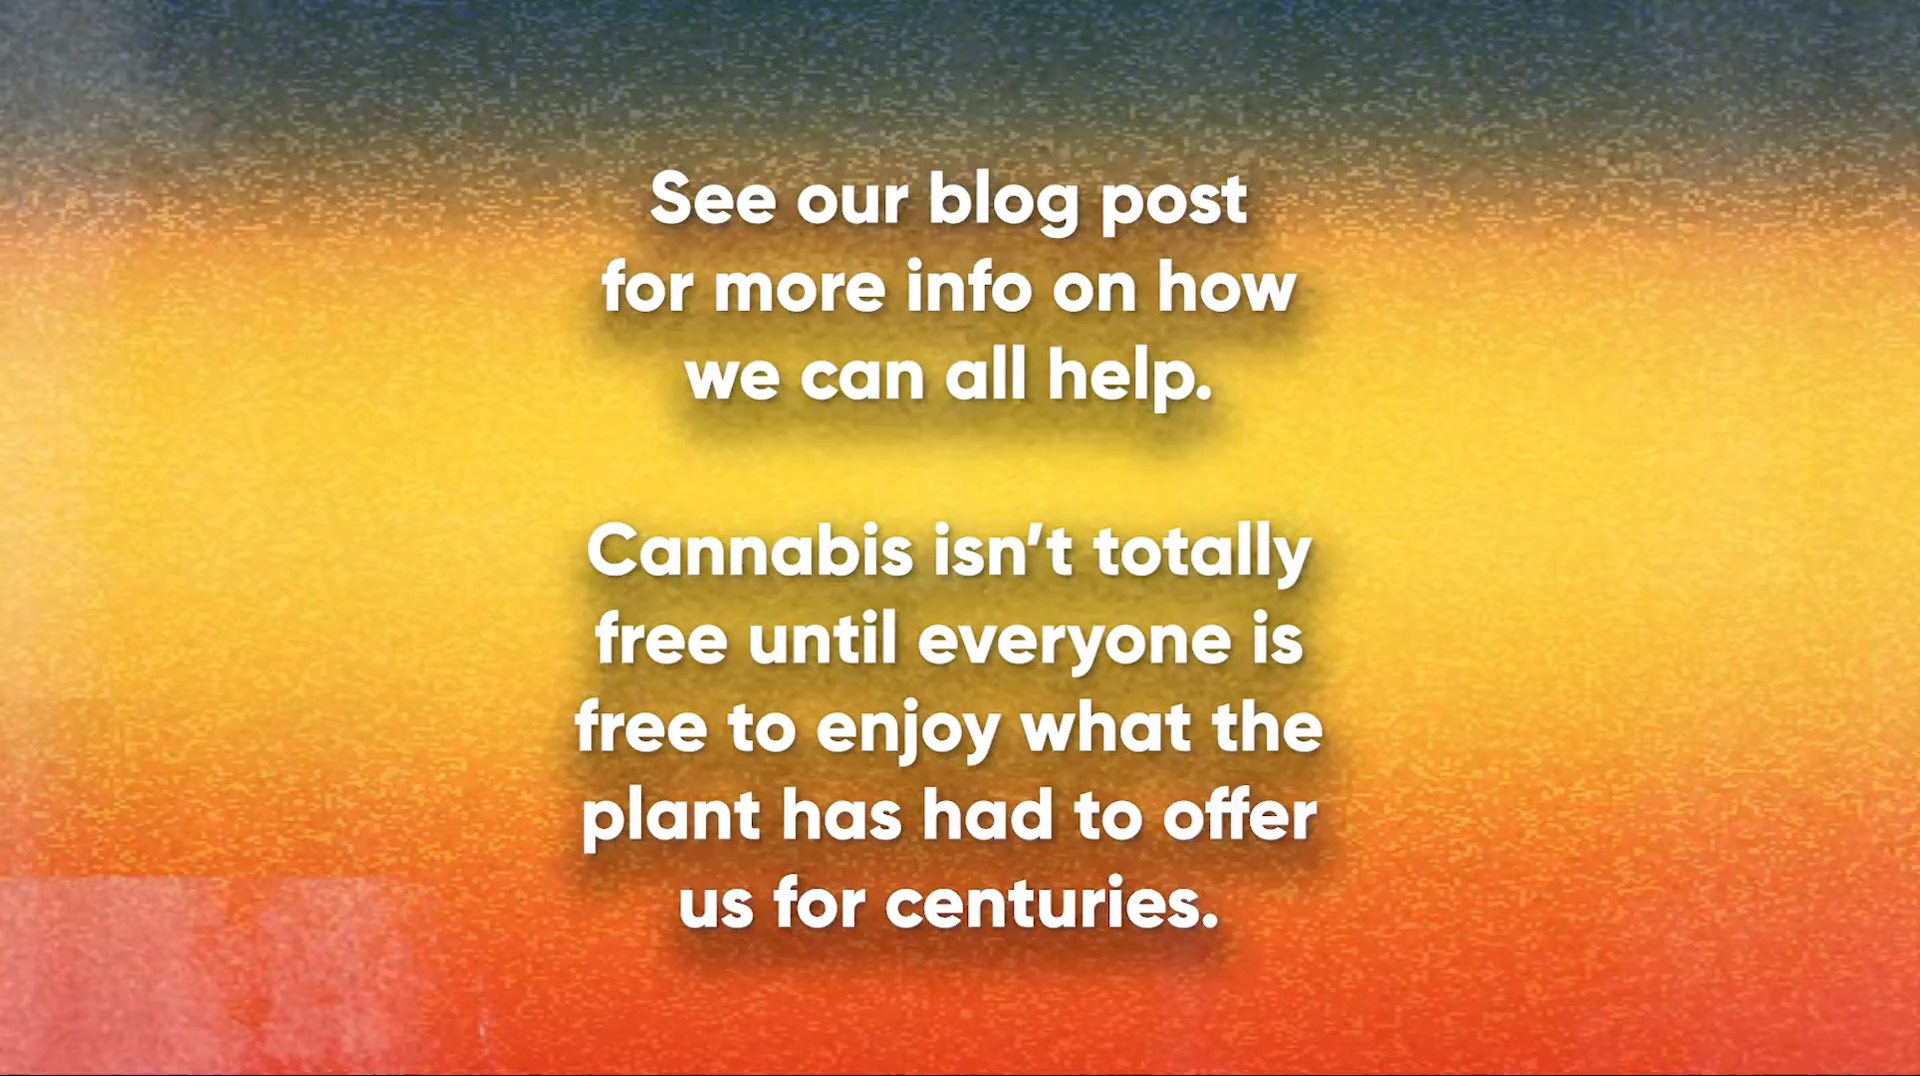 See our blog post
for more info on how
we can all help.
Cannabis isn’t totally
free until everyone is
free to enjoy what the
plant has had to offer
us for centuries.